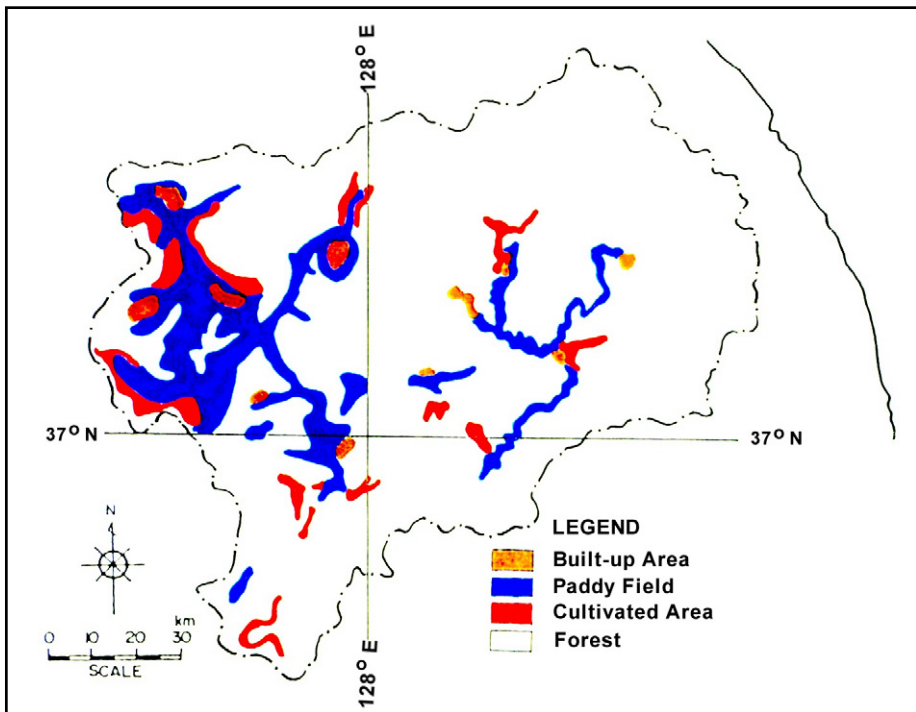 128° E
37° N
37° N
LEGEND
Built-up Area
Paddy Field
Cultivated Area
Forest
N
km
0 10 20 30
SCALE
128° E